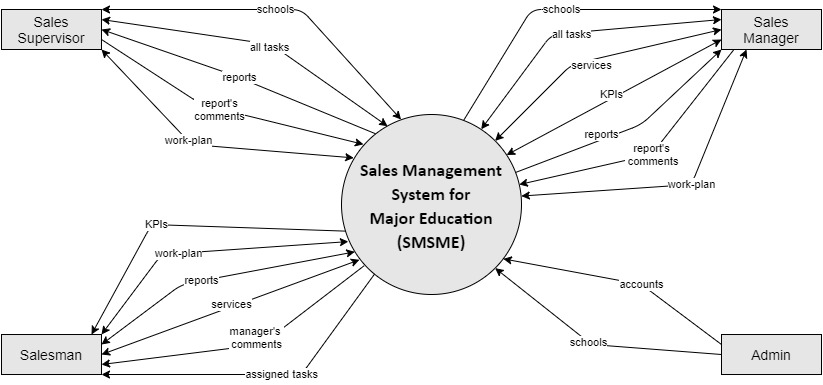 schools
schools
Sales
Supervisor
Sales
Manager
all tasks
all tasks
services
reports
KPIs
report's
comments
reports
work-plan
report's
comments
work-plan
Sales Management
System for
Major Education
(SMSME)
KPIs
work-plan
reports
accounts
services
manager's
comments
schools
Salesman
Admin
assigned tasks